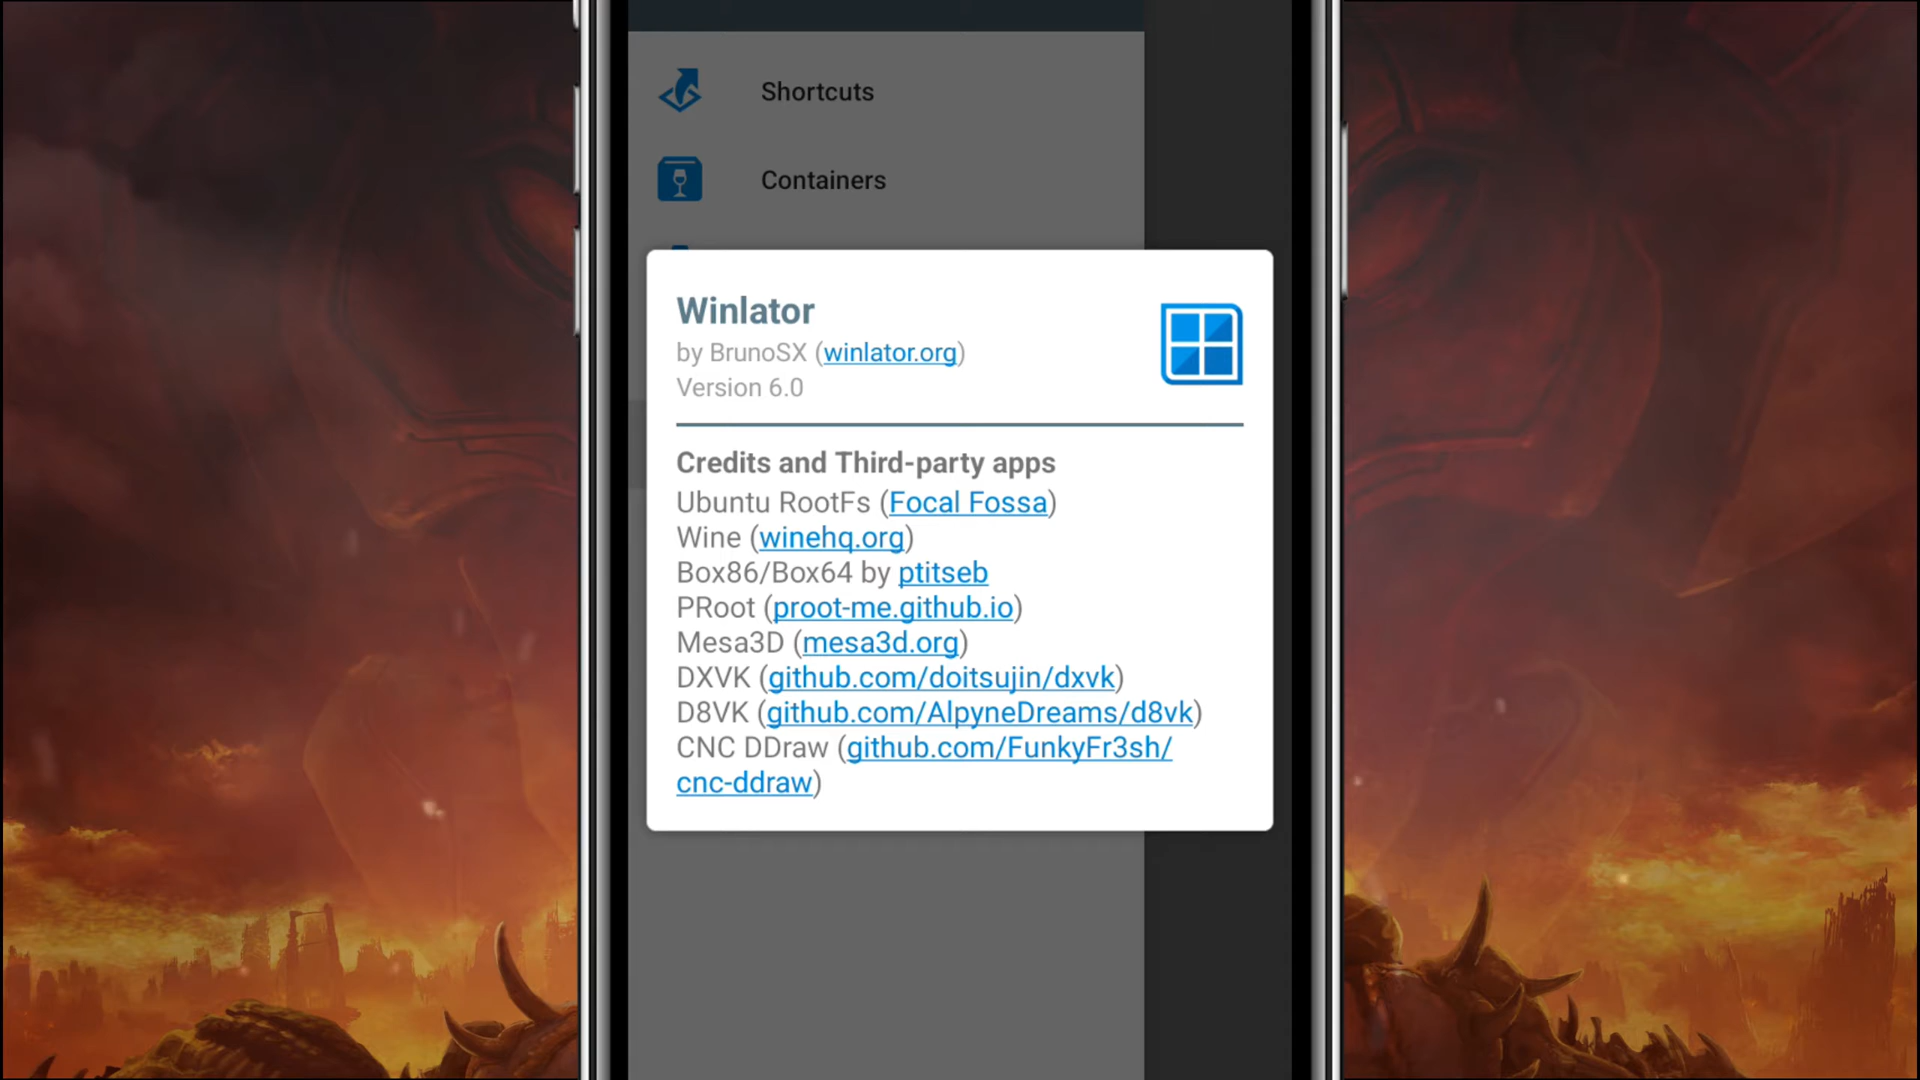 Shortcuts
Containers
Winlator
by BrunoSX (winlator.org)
Version 6.0
Credits and Third-party apps
Ubuntu RootFs (Focal Fossa)
Wine (winehq.org)
Box86/Box64 by ptitseb
PRoot (proot-me.github.io)
Mesa3D (mesa3d.org)
DXVK (github.com/doitsujin/dxvk)
D8VK (github.com/AlpyneDreams/d8vk)
CNC DDraw (github.com/FunkyFr3sh/
cnc-ddraw)